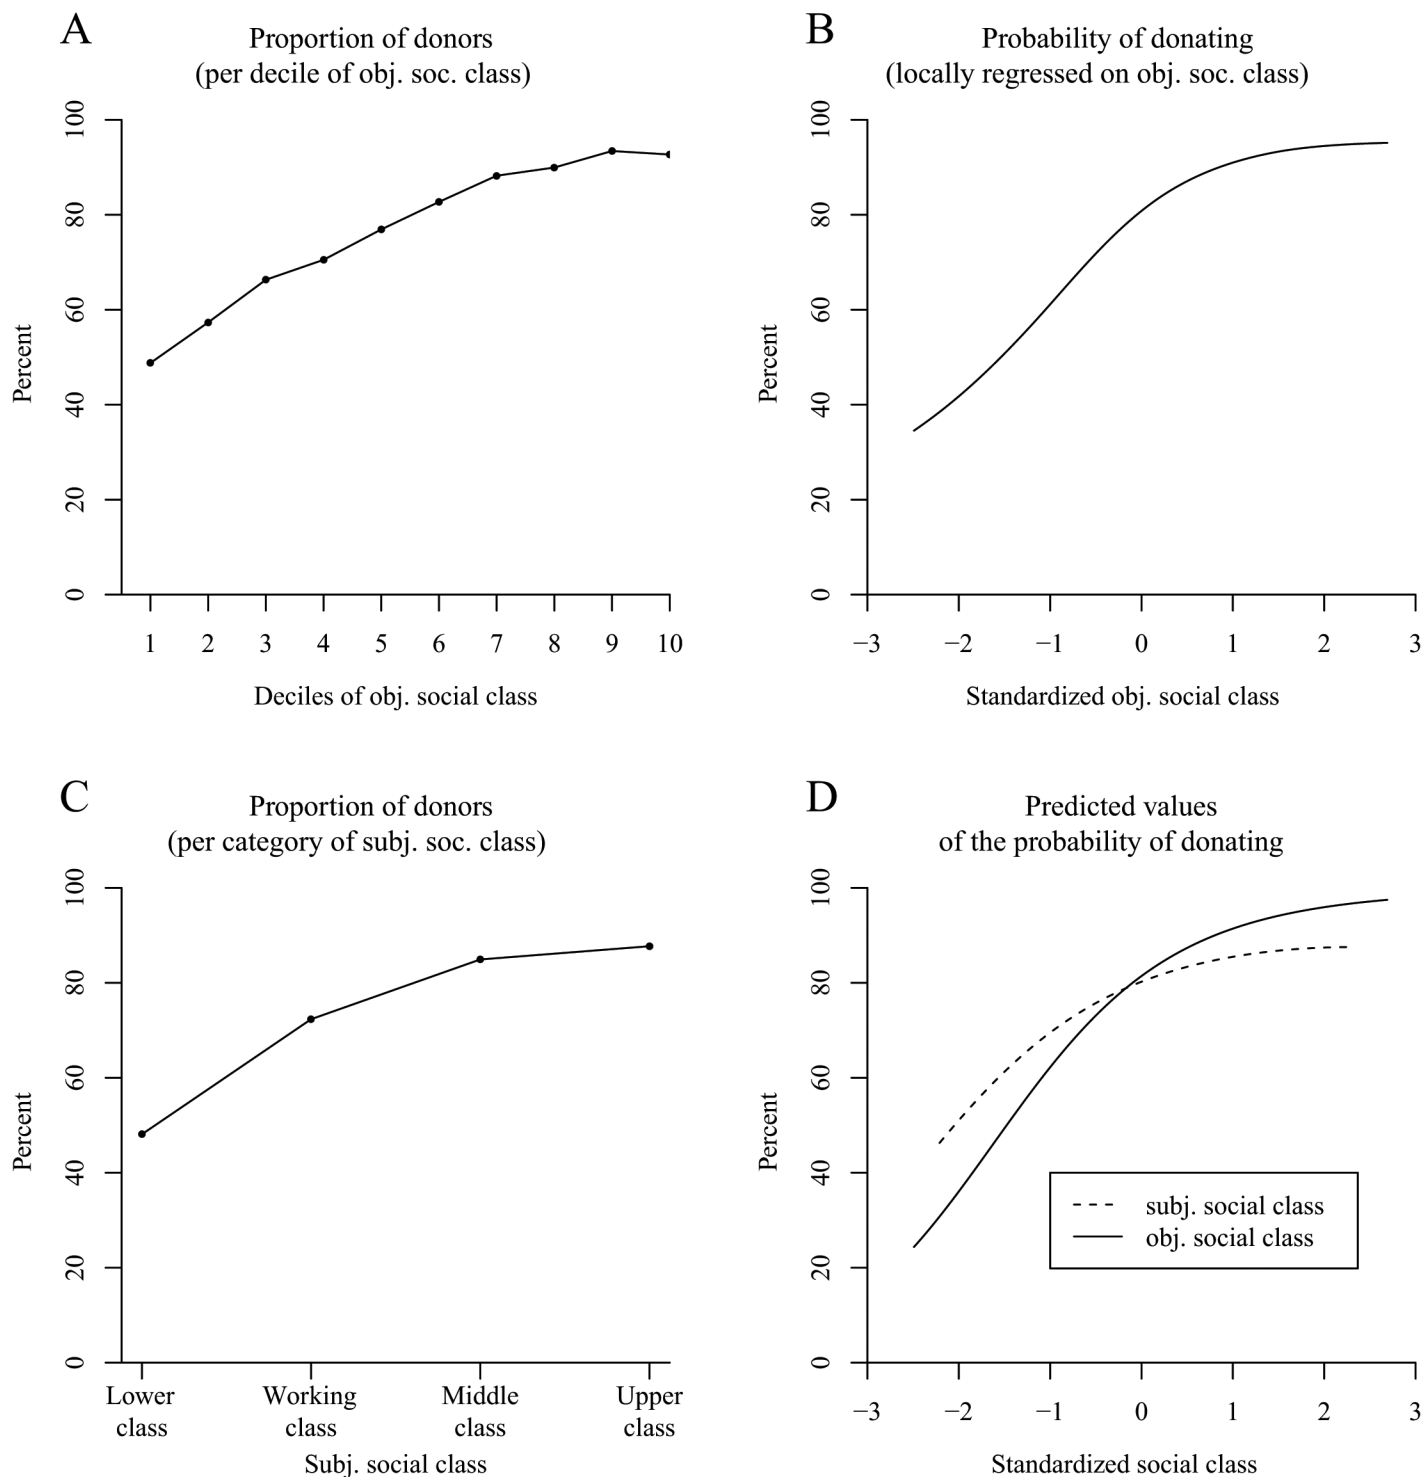 A
Proportion of donors
(per decile of obj. soc. class)
100
80
60
40
20
0
Percent
1 2 3 4 5 6 7 8 9 10
Deciles of obj. social class
B
Probability of donating
(locally regressed on obj. soc. class)
100
80
60
40
20
0
Percent
−3 −2 −1 0 1 2 3
Standardized obj. social class
C
Proportion of donors
(per category of subj. soc. class)
100
80
60
40
20
0
Percent
Lower class
Working class
Middle class
Upper class
Subj. social class
D
Predicted values
of the probability of donating
100
80
60
40
20
0
Percent
subj. social class
obj. social class
−3 −2 −1 0 1 2 3
Standardized social class